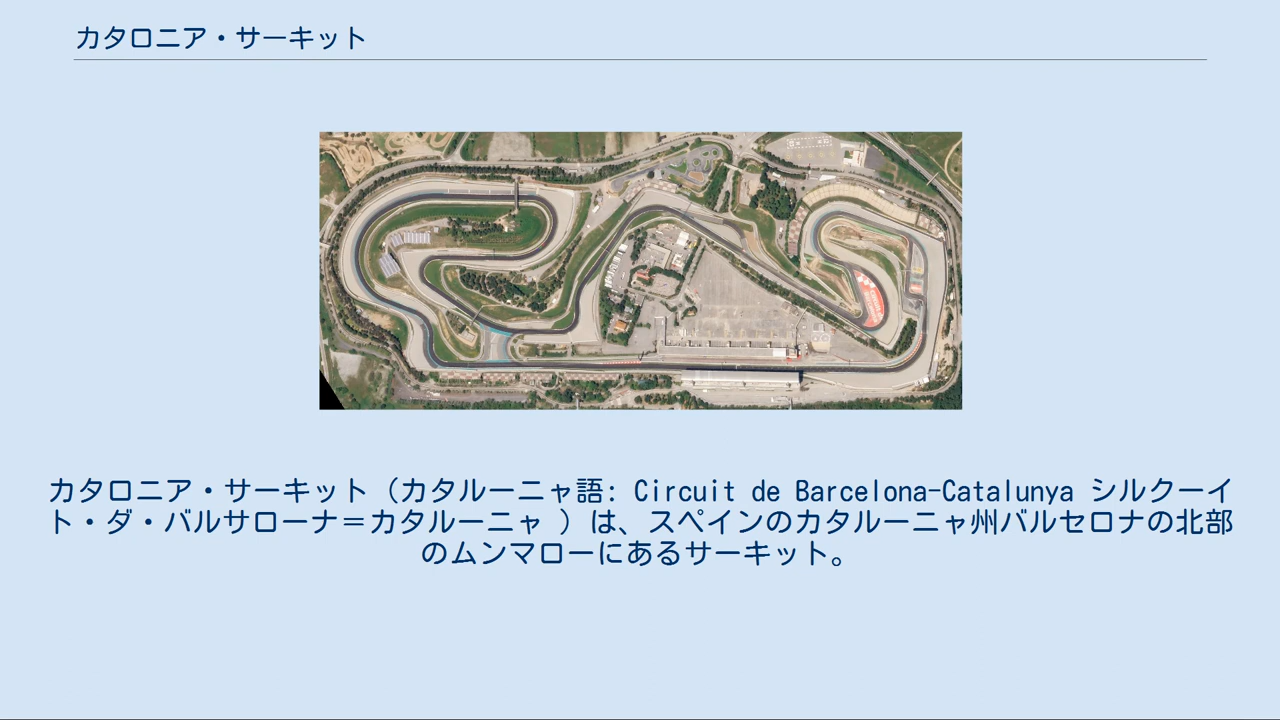 カタロニア・サーキット
カタロニア・サーキット（カタルーニャ語: Circuit de Barcelona-Catalunya シルクーイ
ト・ダ・バルサローナ＝カタルーニャ ）は、スペインのカタルーニャ州バルセロナの北部
のムンマローにあるサーキット。